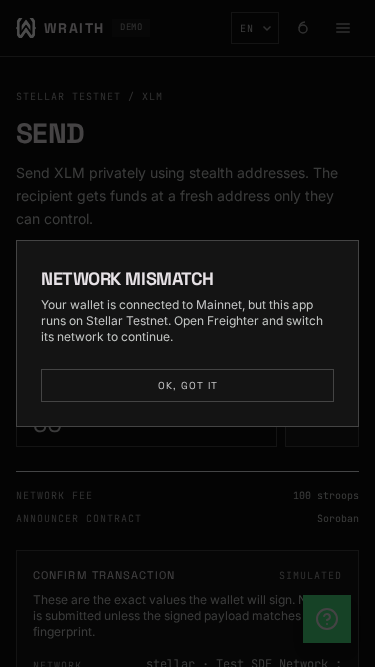 WRAITH DEMO EN
STELLAR TESTNET / XLM
SEND
Send XLM privately using stealth addresses. The
recipient gets funds at a fresh address only they
can control.
NETWORK MISMATCH
Your wallet is connected to Mainnet, but this app
runs on Stellar Testnet. Open Freighter and switch
its network to continue.
OK, GOT IT
NETWORK FEE 100 stroops
ANNOUNCER CONTRACT Soroban
CONFIRM TRANSACTION SIMULATED
These are the exact values the wallet will sign.
is submitted unless the signed payload matches
fingerprint.
NETWORK stellar · Test SDF Network ;